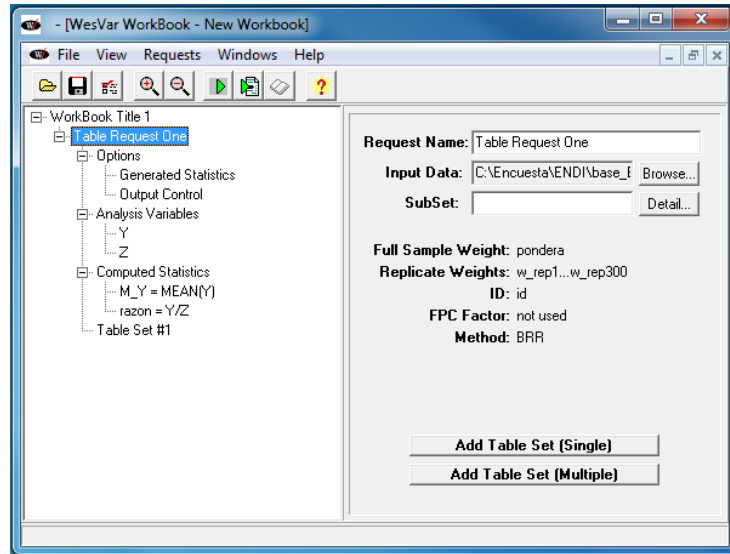 - [WesVar WorkBook - New Workbook]
File View Requests Windows Help
WorkBook Title 1
Table Request One
Options
Generated Statistics
Output Control
Analysis Variables
Y
Z
Computed Statistics
M_Y = MEAN(Y)
razon = Y/Z
Table Set #1
Request Name: Table Request One
Input Data: C:\Encuesta\ENDI\base_E Browse...
SubSet: Detail...
Full Sample Weight: pondera
Replicate Weights: w_rep1...w_rep300
ID: id
FPC Factor: not used
Method: BRR
Add Table Set (Single)
Add Table Set (Multiple)